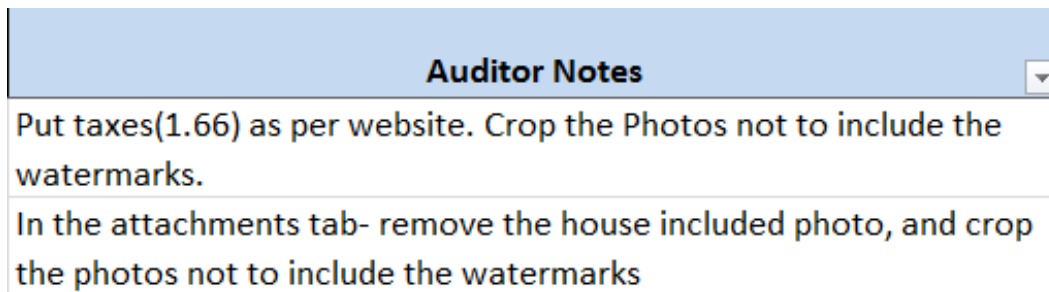 Auditor Notes
Put taxes(1.66) as per website. Crop the Photos not to include the
watermarks.
In the attachments tab- remove the house included photo, and crop
the photos not to include the watermarks